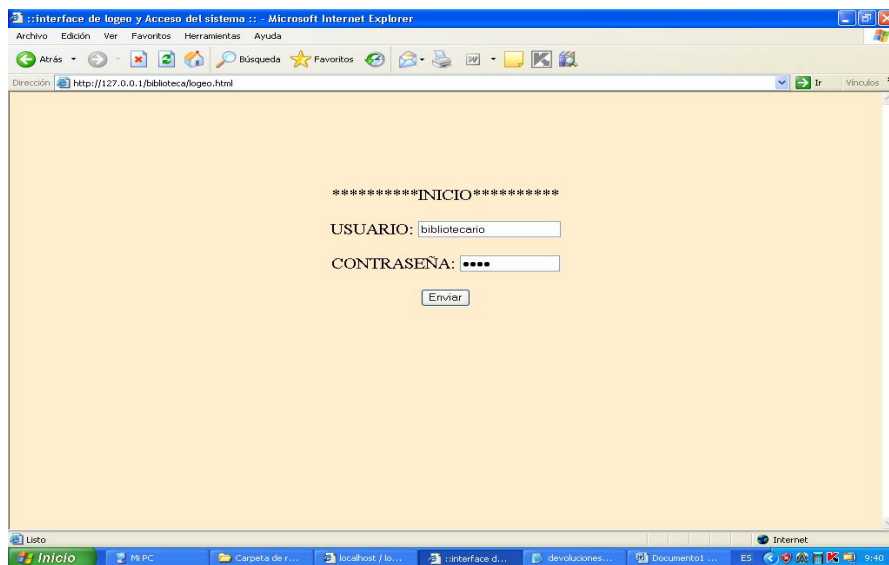 ::interface de logeo y Acceso del sistema :: - Microsoft Internet Explorer
Archivo Edición Ver Favoritos Herramientas Ayuda
Atrás Búsqueda Favoritos
Dirección http://127.0.0.1/biblioteca/logeo.html Ir Vínculos
**********INICIO**********
USUARIO: bibliotecario
CONTRASEÑA: ••••
Enviar
Listo Internet
Inicio Mi PC Carpeta de r... localhost / lo... ::interface d... devoluciones... Documento1 ... ES 9:40